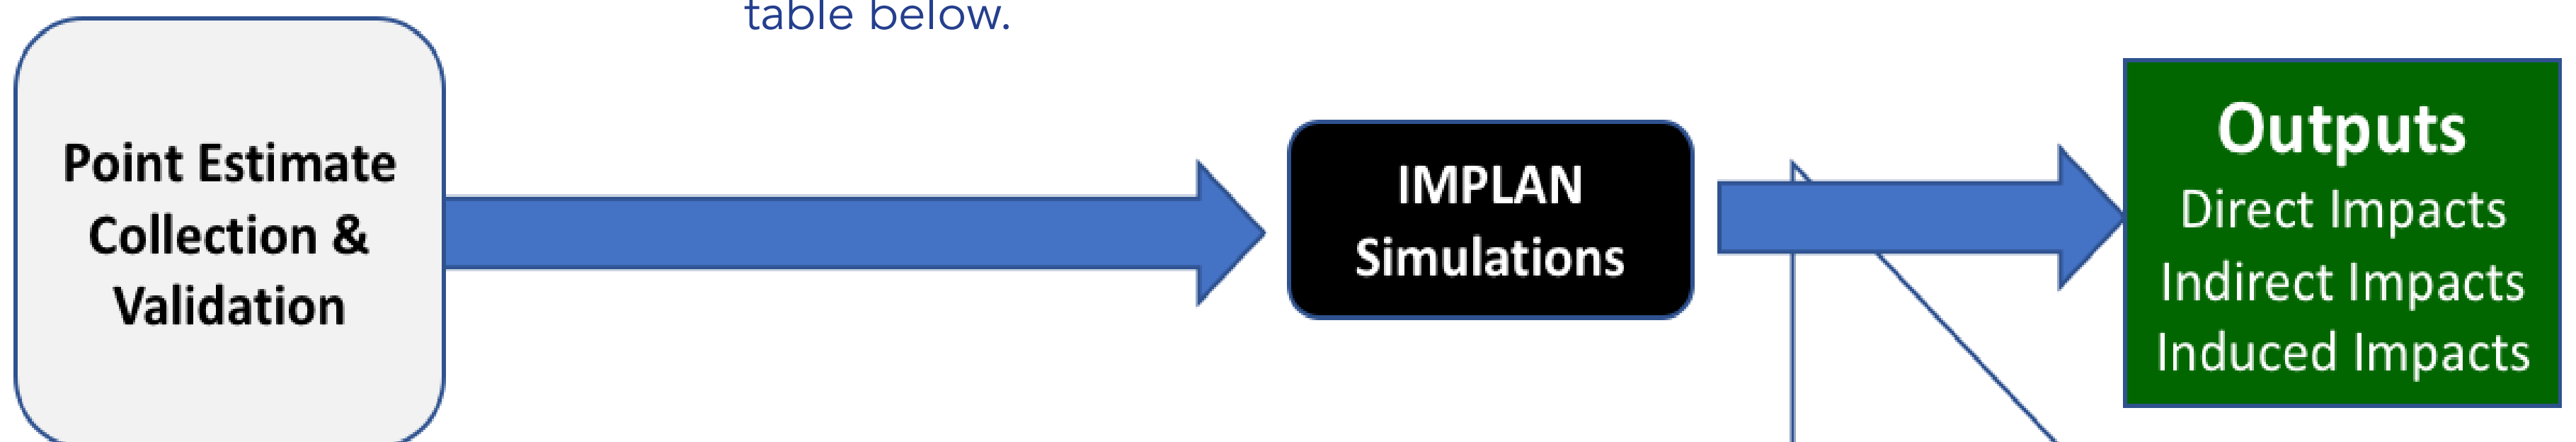 table below.
Point Estimate
Collection &
Validation
IMPLAN
Simulations
Outputs
Direct Impacts
Indirect Impacts
Induced Impacts